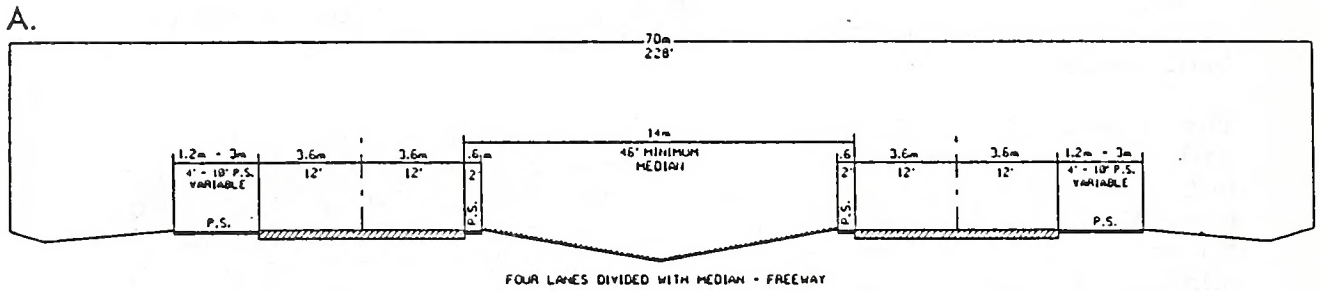 A.
70m
228'
14m
46' MINIMUM
MEDIAN
1.2m - 3m 3.6m 3.6m .6m .6 3.6m 3.6m 1.2m - 3m
4' - 10' P.S. 12' 12' 2' 2' 12' 12' 4' - 10' P.S.
VARIABLE VARIABLE
P.S. P.S. P.S. P.S.
FOUR LANES DIVIDED WITH MEDIAN - FREEWAY